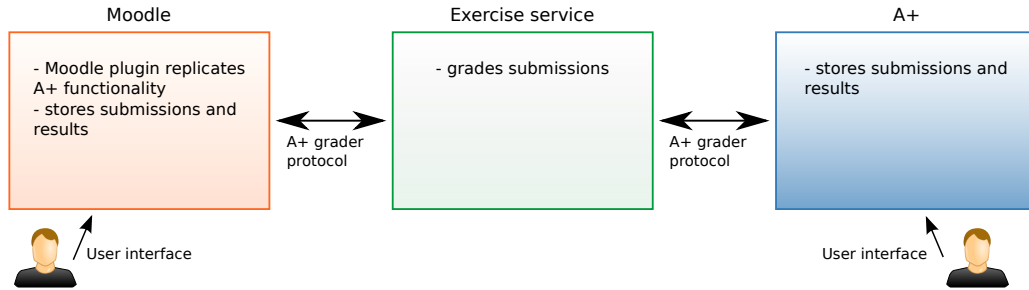 Moodle
Exercise service
A+
- Moodle plugin replicates
A+ functionality
- stores submissions and
results
- grades submissions
- stores submissions and
results
A+ grader
protocol
A+ grader
protocol
User interface
User interface